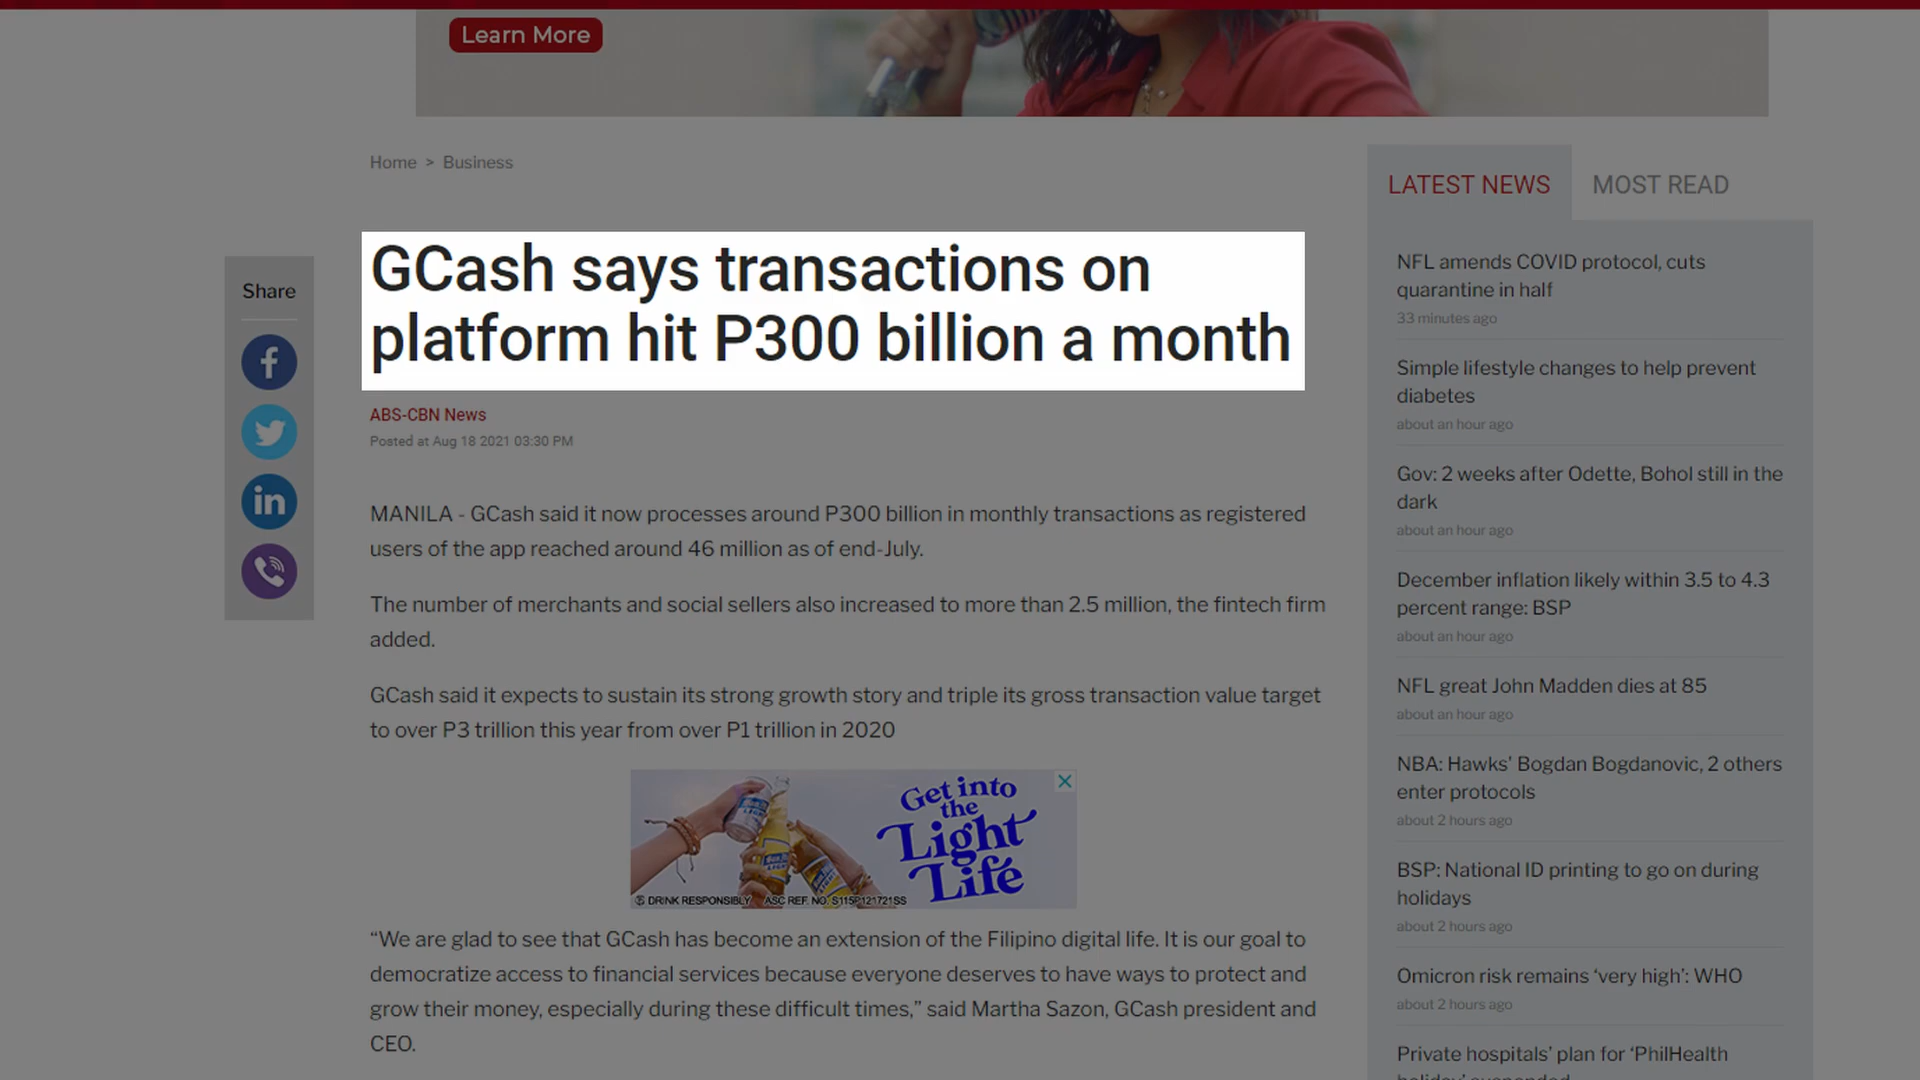 Learn More
Home > Business
LATEST NEWS
MOST READ
Share
GCash says transactions on
platform hit P300 billion a month
ABS-CBN News
Posted at Aug 18 2021 03:30 PM
MANILA - GCash said it now processes around P300 billion in monthly transactions as registered
users of the app reached around 46 million as of end-July.
The number of merchants and social sellers also increased to more than 2.5 million, the fintech firm
added.
GCash said it expects to sustain its strong growth story and triple its gross transaction value target
to over P3 trillion this year from over P1 trillion in 2020
Get into
the
Light
Life
DRINK RESPONSIBLY ASC REF. NO. S115P121721SS
“We are glad to see that GCash has become an extension of the Filipino digital life. It is our goal to
democratize access to financial services because everyone deserves to have ways to protect and
grow their money, especially during these difficult times,” said Martha Sazon, GCash president and
CEO.
NFL amends COVID protocol, cuts
quarantine in half
33 minutes ago
Simple lifestyle changes to help prevent
diabetes
about an hour ago
Gov: 2 weeks after Odette, Bohol still in the
dark
about an hour ago
December inflation likely within 3.5 to 4.3
percent range: BSP
about an hour ago
NFL great John Madden dies at 85
about an hour ago
NBA: Hawks' Bogdan Bogdanovic, 2 others
enter protocols
about 2 hours ago
BSP: National ID printing to go on during
holidays
about 2 hours ago
Omicron risk remains ‘very high’: WHO
about 2 hours ago
Private hospitals’ plan for ‘PhilHealth